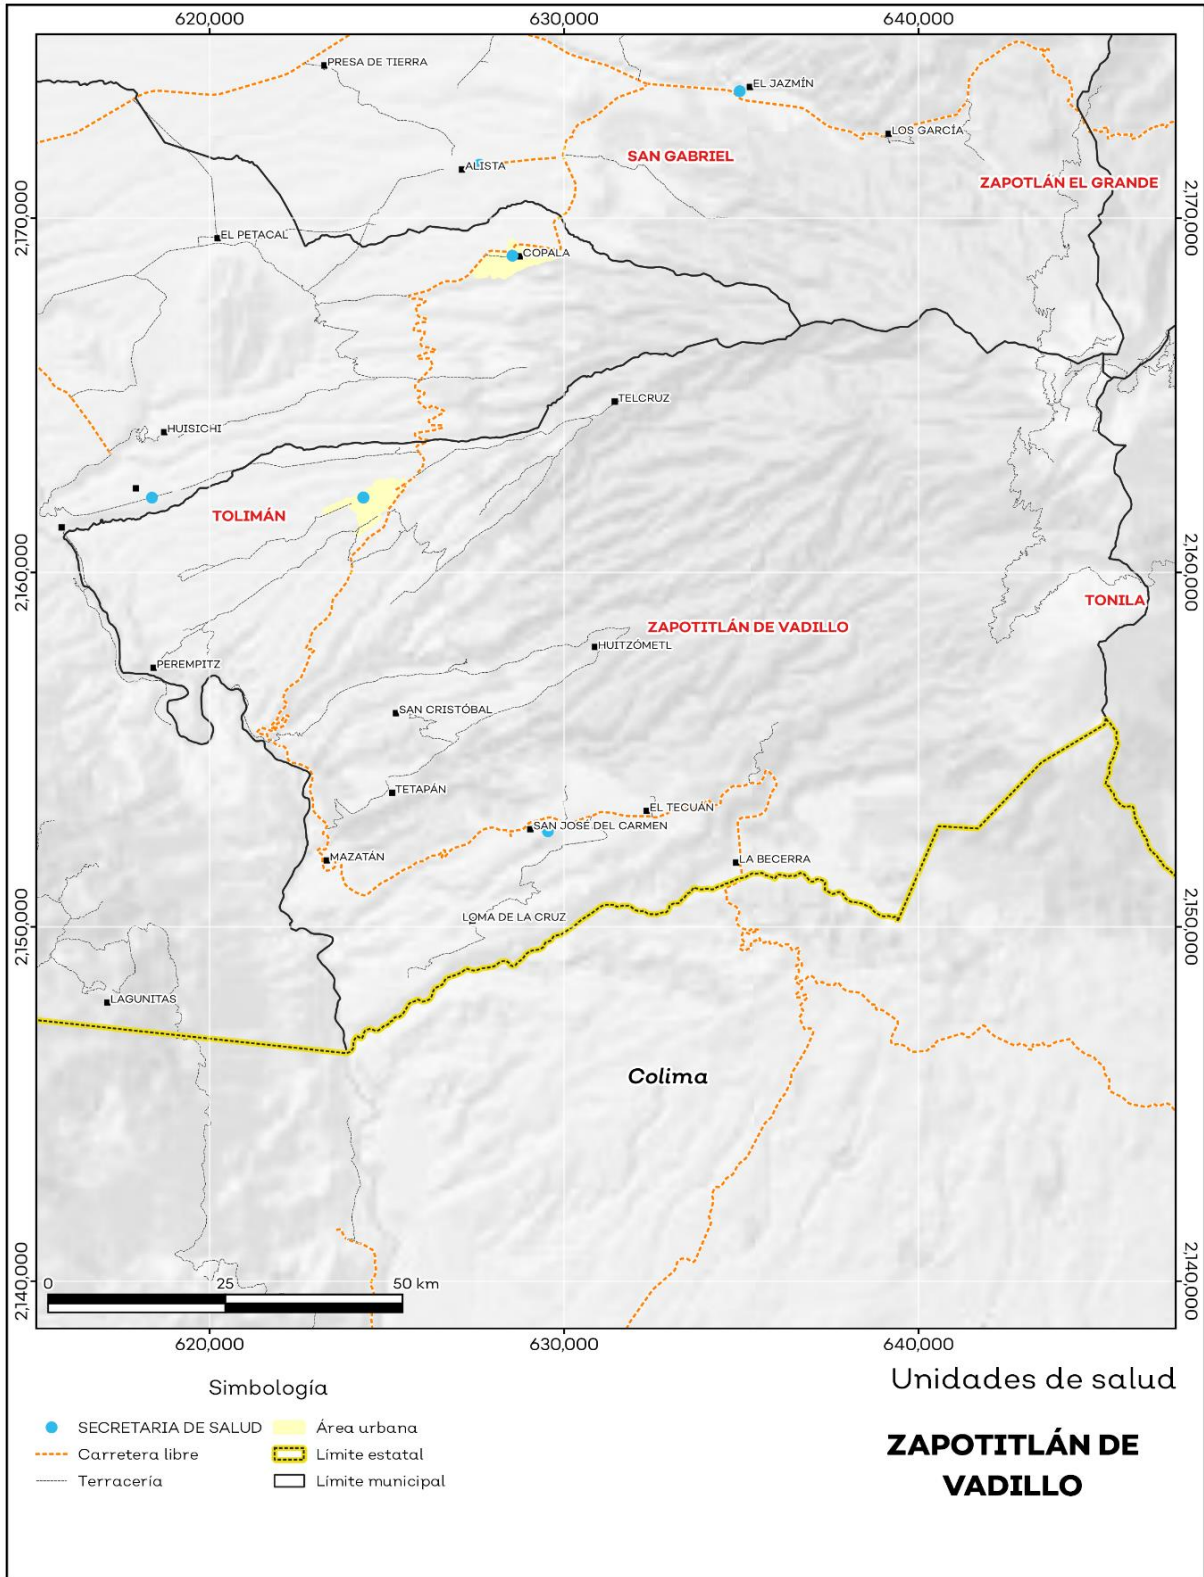 620,000
630,000
640,000
PRESA DE TIERRA
EL JAZMÍN
LOS GARCÍA
SAN GABRIEL
ALISTA
ZAPOTLÁN EL GRANDE
2,170,000
2,170,000
EL PETACAL
COPALA
TELCRUZ
HUISICHI
TOLIMÁN
2,160,000
2,160,000
TONILA
ZAPOTITLÁN DE VADILLO
HUITZÓMETL
PEREMPITZ
SAN CRISTÓBAL
TETAPÁN
EL TECUÁN
SAN JOSÉ DEL CARMEN
MAZATÁN
LA BECERRA
LOMA DE LA CRUZ
2,150,000
2,150,000
LAGUNITAS
Colima
2,140,000
2,140,000
0 25 50 km
620,000
630,000
640,000
Simbología
SECRETARIA DE SALUD
Carretera libre
Terracería
Área urbana
Límite estatal
Límite municipal
Unidades de salud
ZAPOTITLÁN DE
VADILLO